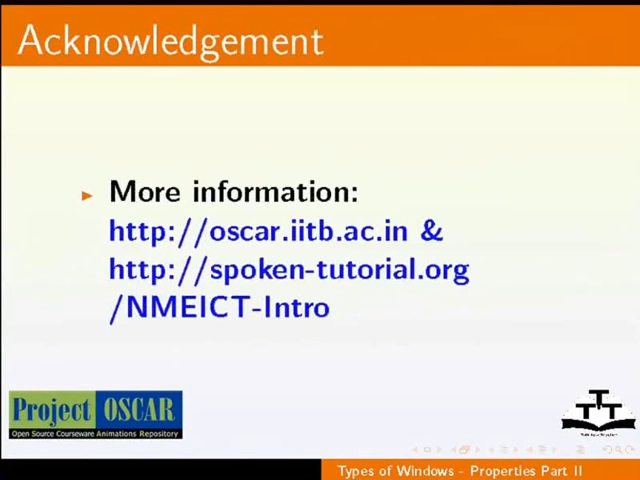 Acknowledgement
More information:
http://oscar.iitb.ac.in &
http://spoken-tutorial.org
/NMEICT-Intro
Project OSCAR
Open Source Courseware Animations Repository
TTT
Types of Windows - Properties Part II